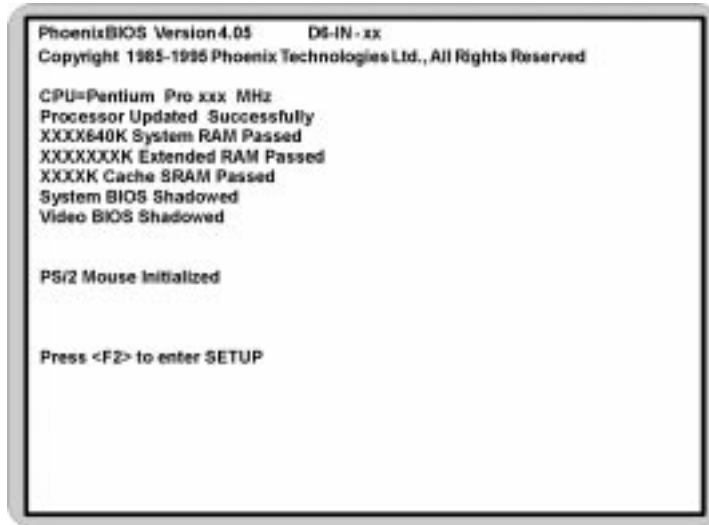 PhoenixBIOS Version 4.05 D6-IN - xx
Copyright 1985-1995 Phoenix Technologies Ltd., All Rights Reserved
CPU=Pentium Pro xxx MHz
Processor Updated Successfully
XXXX640K System RAM Passed
XXXXXXXK Extended RAM Passed
XXXXK Cache SRAM Passed
System BIOS Shadowed
Video BIOS Shadowed
PS/2 Mouse Initialized
Press <F2> to enter SETUP